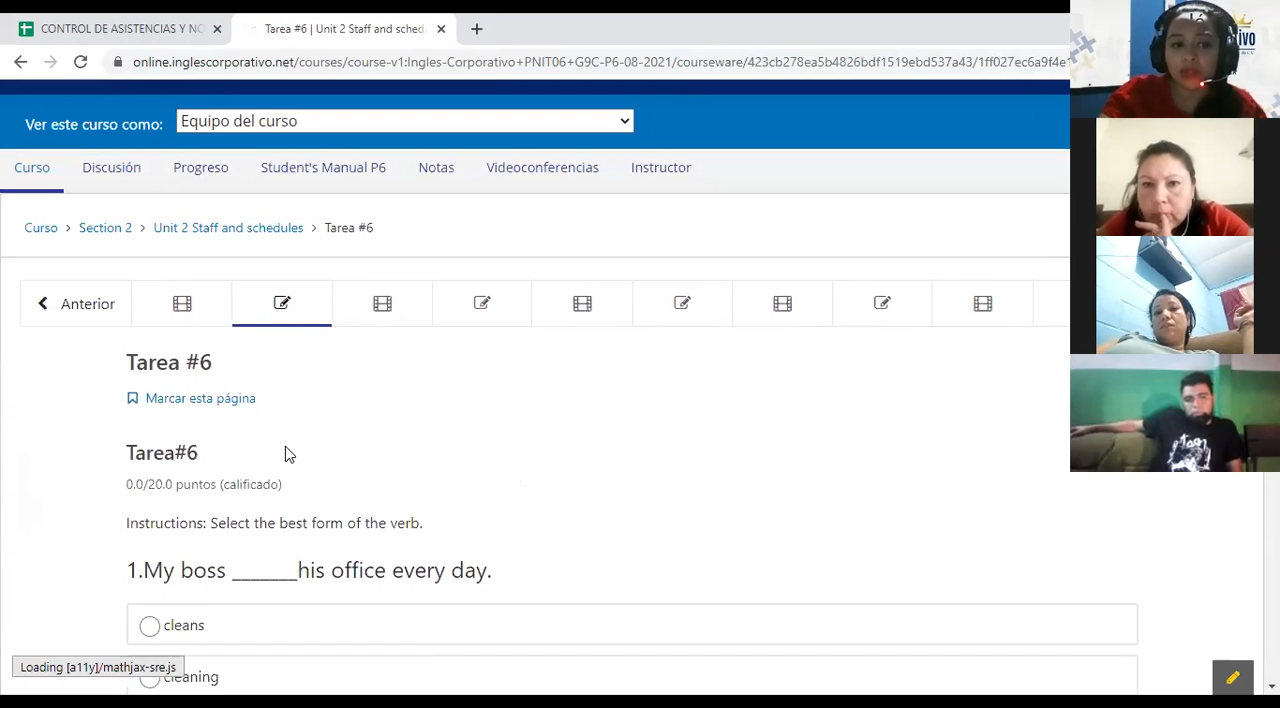 CONTROL DE ASISTENCIAS Y NO
Tarea #6 | Unit 2 Staff and sched
online.inglescorporativo.net/courses/course-v1:Ingles-Corporativo+PNI106+G9C-P6-08-2021/courseware/423cb278ea5b4826bdf1519ebd537a43/1ff027ec6a9f4e
Ver este curso como:
Equipo del curso
Curso
Discusión
Progreso
Student's Manual P6
Notas
Videoconferencias
Instructor
Curso > Section 2 > Unit 2 Staff and schedules > Tarea #6
Anterior
Tarea #6
Marcar esta página
Tarea#6
0.0/20.0 puntos (calificado)
Instructions: Select the best form of the verb.
1.My boss _______his office every day.
cleans
cleaning
Loading [a11y]/mathjax-sre.js